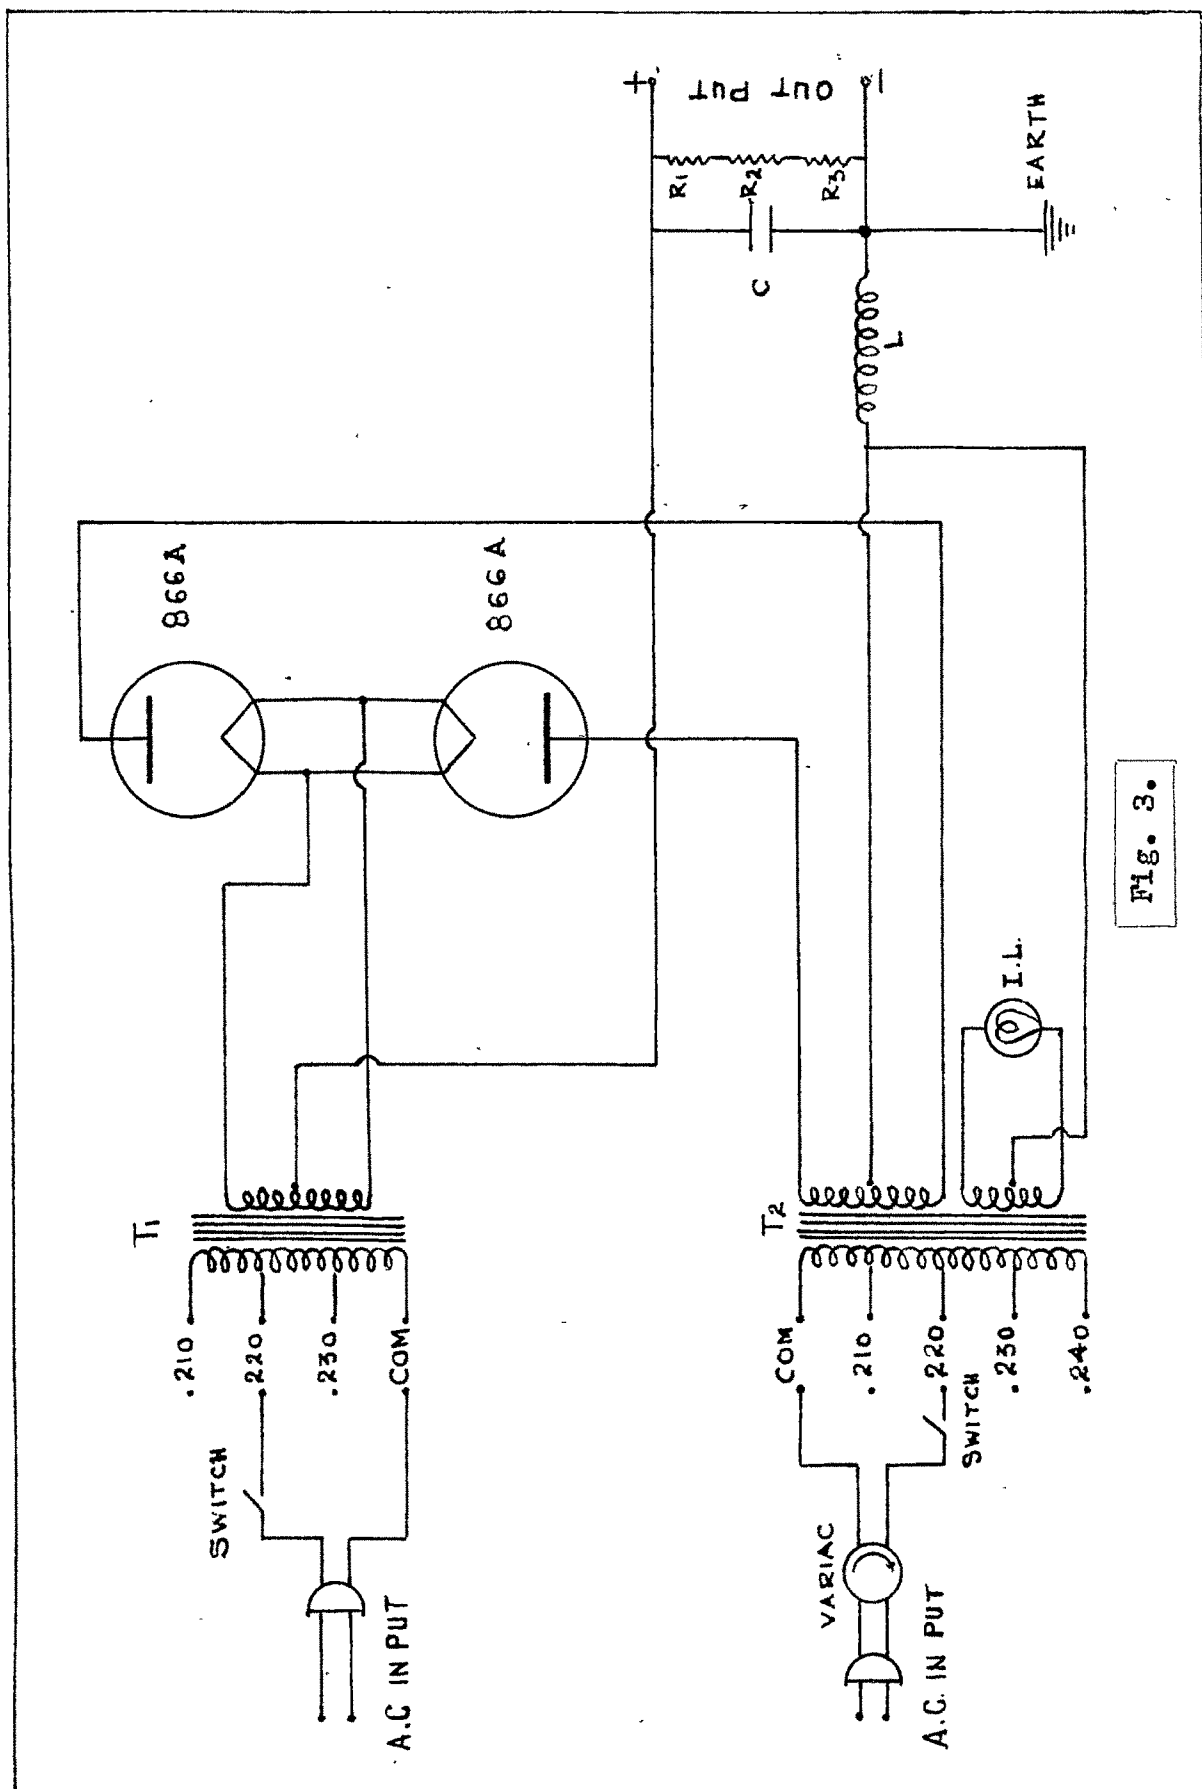 +
OUT PUT
-
R1
R2
R3
C
L
EARTH
866A
866A
T1
.210
.220
.230
COM
SWITCH
A.C IN PUT
T2
I.L.
COM
.210
.220
.230
.240
SWITCH
VARIAC
A.C. IN PUT
Fig. 3.